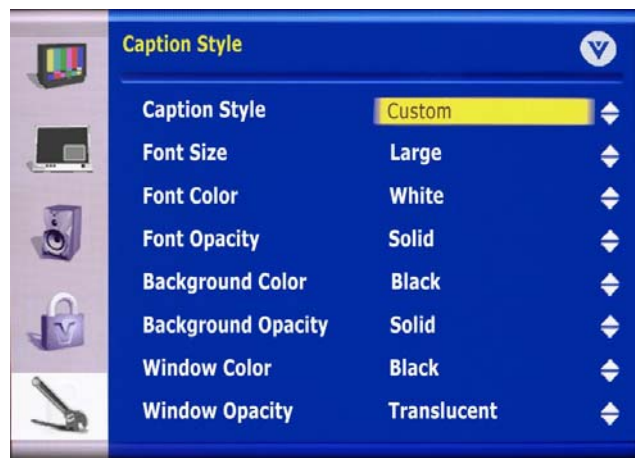 Caption Style
V
Caption Style Custom
Font Size Large
Font Color White
Font Opacity Solid
Background Color Black
Background Opacity Solid
Window Color Black
Window Opacity Translucent